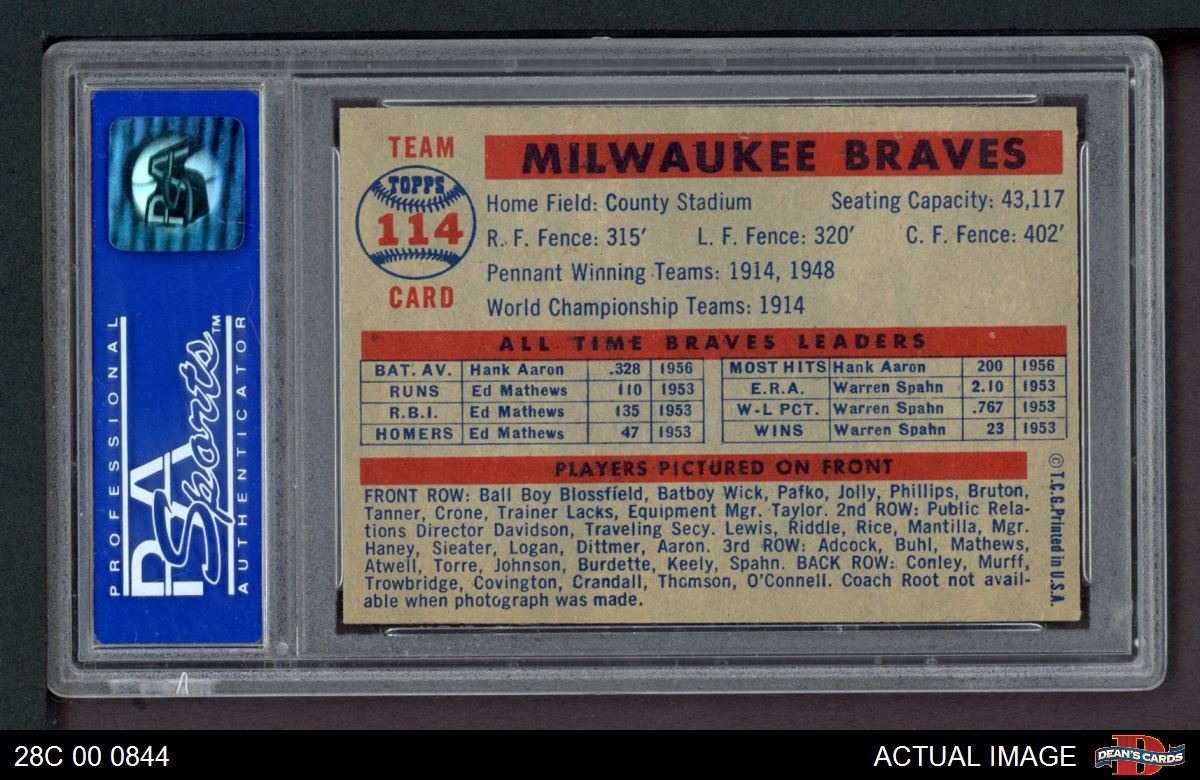 PSA
PROFESSIONAL
PSA
Sports™
AUTHENTICATOR
TEAM
TOPPS
114
CARD
MILWAUKEE BRAVES
Home Field: County Stadium Seating Capacity: 43,117
R. F. Fence: 315′ L. F. Fence: 320′ C. F. Fence: 402′
Pennant Winning Teams: 1914, 1948
World Championship Teams: 1914
ALL TIME BRAVES LEADERS
BAT. AV. Hank Aaron .328 1956 MOST HITS Hank Aaron 200 1956
RUNS Ed Mathews 110 1953 E.R.A. Warren Spahn 2.10 1953
R.B.I. Ed Mathews 135 1953 W-L PCT. Warren Spahn .767 1953
HOMERS Ed Mathews 47 1953 WINS Warren Spahn 23 1953
PLAYERS PICTURED ON FRONT
FRONT ROW: Ball Boy Blossfield, Batboy Wick, Pafko, Jolly, Phillips, Bruton,
Tanner, Crone, Trainer Lacks, Equipment Mgr. Taylor. 2nd ROW: Public Rela-
tions Director Davidson, Traveling Secy. Lewis, Riddle, Rice, Mantilla, Mgr.
Haney, Sieater, Logan, Dittmer, Aaron. 3rd ROW: Adcock, Buhl, Mathews,
Atwell, Torre, Johnson, Burdette, Keely, Spahn. BACK ROW: Conley, Murff,
Trowbridge, Covington, Crandall, Thomson, O'Connell. Coach Root not avail-
able when photograph was made.
© T.C.G. Printed in U.S.A.
28C 00 0844
ACTUAL IMAGE
D
DEAN'S CARDS